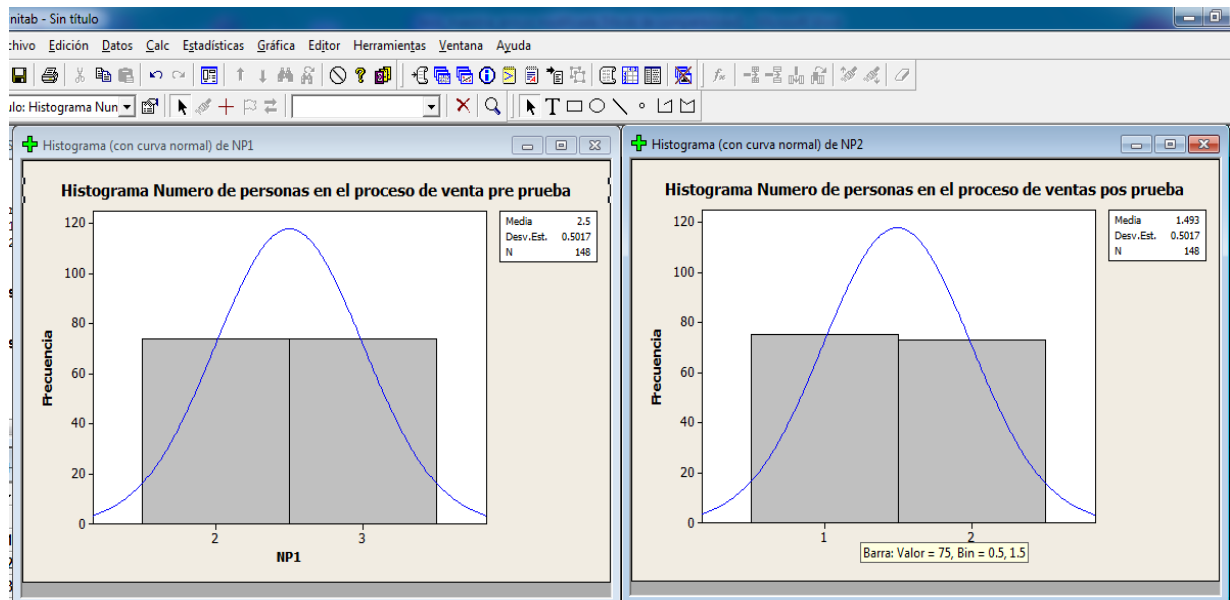 nitab - Sin título
chivo Edición Datos Calc Estadísticas Gráfica Editor Herramientas Ventana Ayuda
ulo: Histograma Nun
Histograma (con curva normal) de NP1
Histograma Numero de personas en el proceso de venta pre prueba
Media 2.5
Desv.Est. 0.5017
N 148
120
100
80
60
40
20
0
Frecuencia
2 3
NP1
Histograma (con curva normal) de NP2
Histograma Numero de personas en el proceso de ventas pos prueba
Media 1.493
Desv.Est. 0.5017
N 148
120
100
80
60
40
20
0
Frecuencia
1 2
Barra: Valor = 75, Bin = 0.5, 1.5